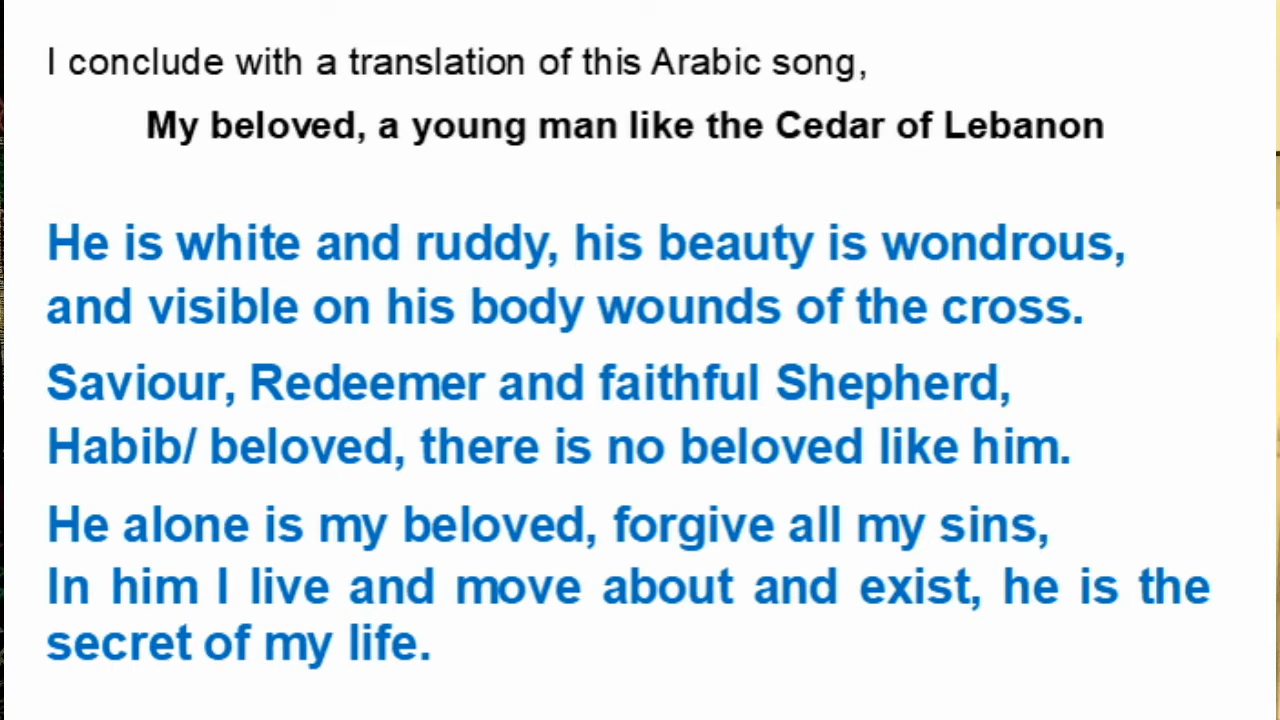 I conclude with a translation of this Arabic song,
My beloved, a young man like the Cedar of Lebanon
He is white and ruddy, his beauty is wondrous,
and visible on his body wounds of the cross.
Saviour, Redeemer and faithful Shepherd,
Habib/ beloved, there is no beloved like him.
He alone is my beloved, forgive all my sins,
In him I live and move about and exist, he is the
secret of my life.